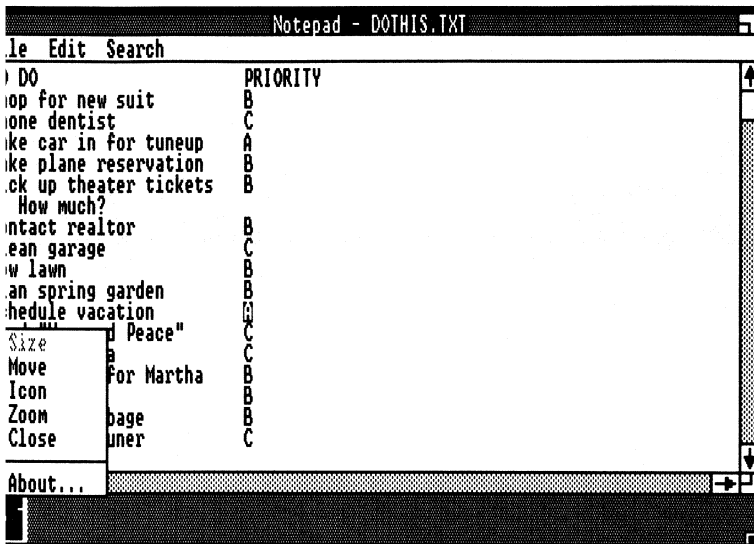 Notepad - DOTHIS.TXT
le Edit Search
DO PRIORITY
op for new suit B
one dentist C
ke car in for tuneup A
ke plane reservation B
ck up theater tickets B
How much?
ntact realtor B
ean garage C
w lawn B
an spring garden B
hedule vacation A
d Peace" C
a C
for Martha B
B
bage B
uner C
Size
Move
Icon
Zoom
Close
About...